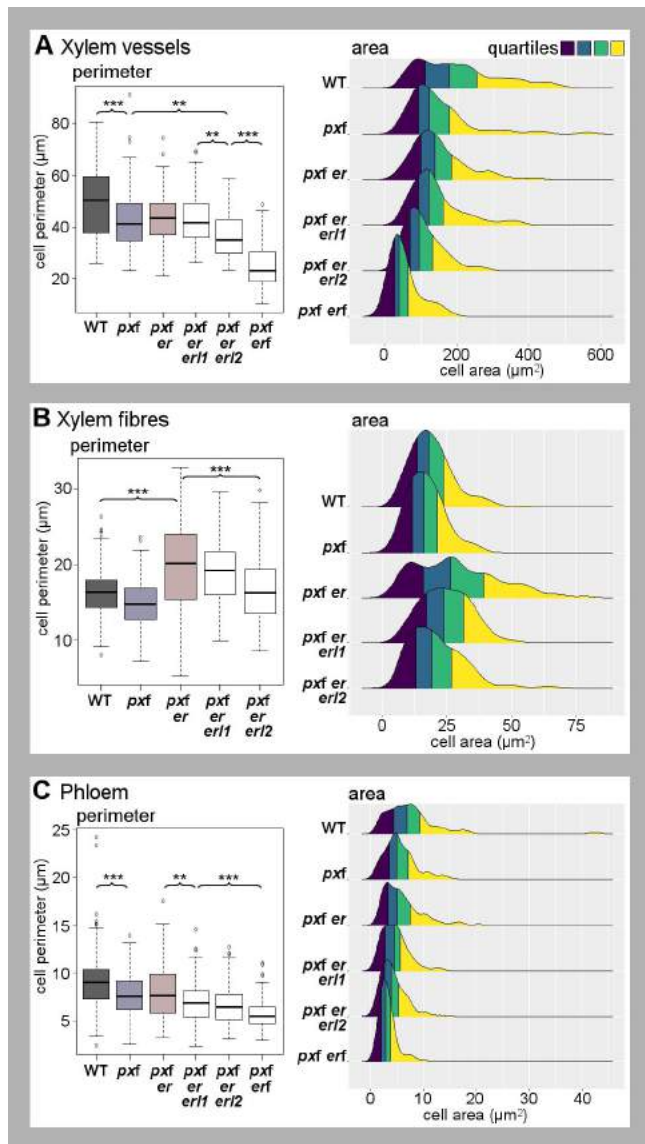 A Xylem vessels
perimeter
cell perimeter (µm)
80
60
40
20
***
**
**
***
WT
pxf
pxf er
pxf er erl1
pxf er erl2
pxf erf
area
quartiles
WT
pxf
pxf er
pxf er
erl1
pxf er
erl2
pxf erf
0 200 400 600
cell area (µm²)
B Xylem fibres
perimeter
cell perimeter (µm)
30
20
10
***
***
WT
pxf
pxf er
pxf er erl1
pxf er erl2
area
WT
pxf
pxf er
pxf er
erl1
pxf er
erl2
0 25 50 75
cell area (µm²)
C Phloem
perimeter
cell perimeter (µm)
25
20
15
10
5
***
**
***
WT
pxf
pxf er
pxf er erl1
pxf er erl2
pxf erf
area
WT
pxf
pxf er
pxf er
erl1
pxf er
erl2
pxf erf
0 10 20 30 40
cell area (µm²)